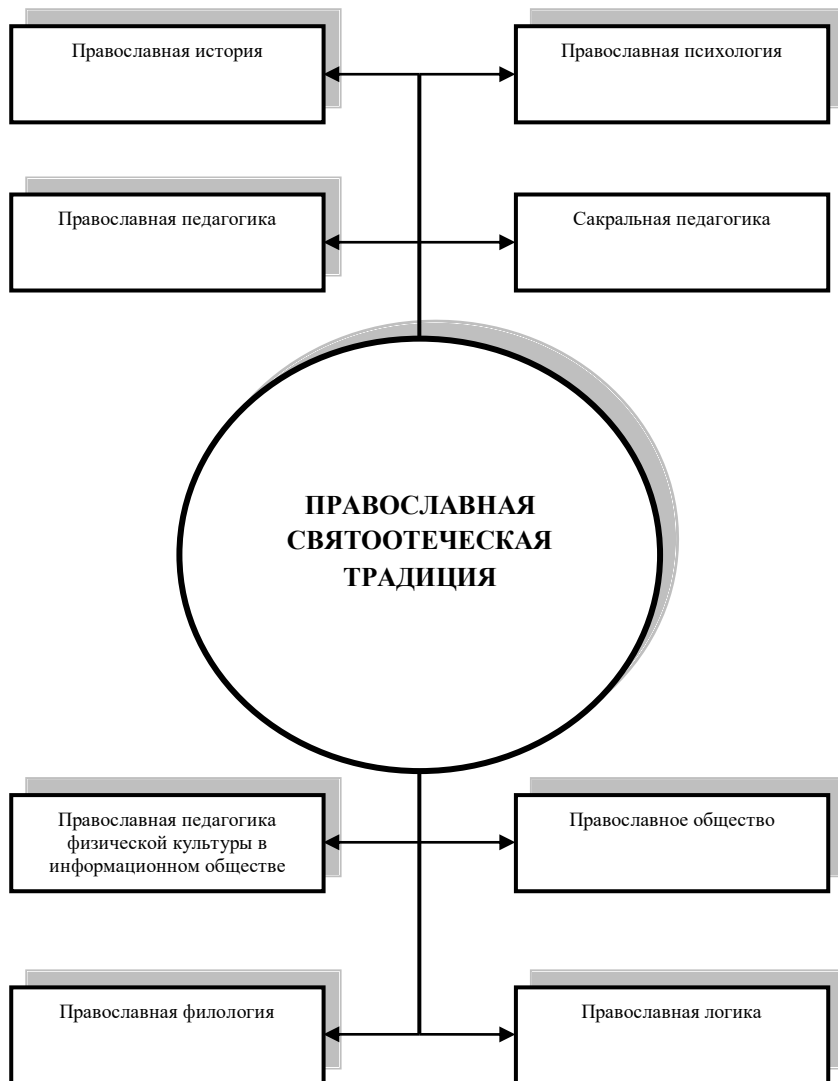 Православная история
Православная психология
Православная педагогика
Сакральная педагогика
ПРАВОСЛАВНАЯ
СВЯТООТЕЧЕСКАЯ
ТРАДИЦИЯ
Православная педагогика
физической культуры в
информационном обществе
Православное общество
Православная филология
Православная логика